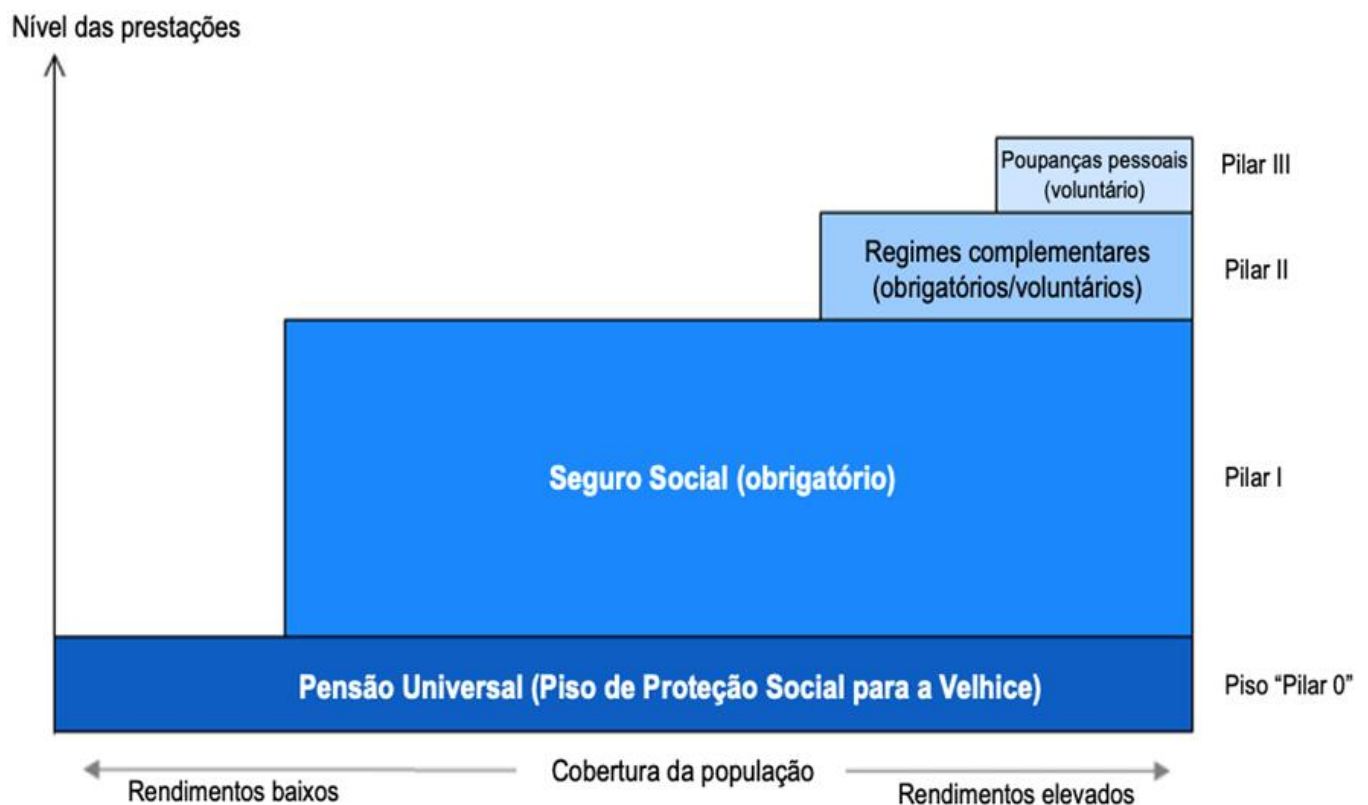 Nível das prestações
Poupanças pessoais
(voluntário)
Pilar III
Regimes complementares
(obrigatórios/voluntários)
Pilar II
Seguro Social (obrigatório)
Pilar I
Pensão Universal (Piso de Proteção Social para a Velhice)
Piso “Pilar 0”
Cobertura da população
Rendimentos baixos
Rendimentos elevados